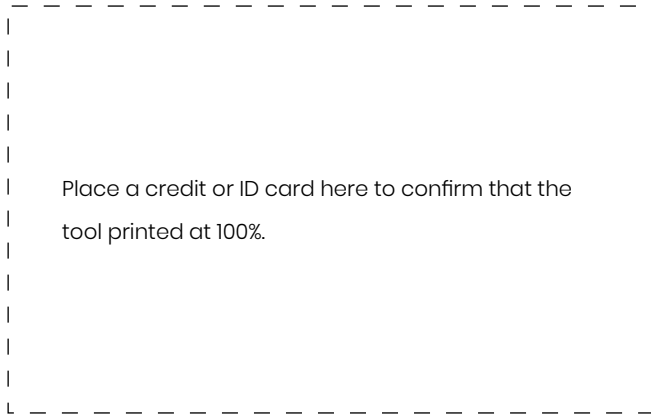 Place a credit or ID card here to confirm that the
tool printed at 100%.